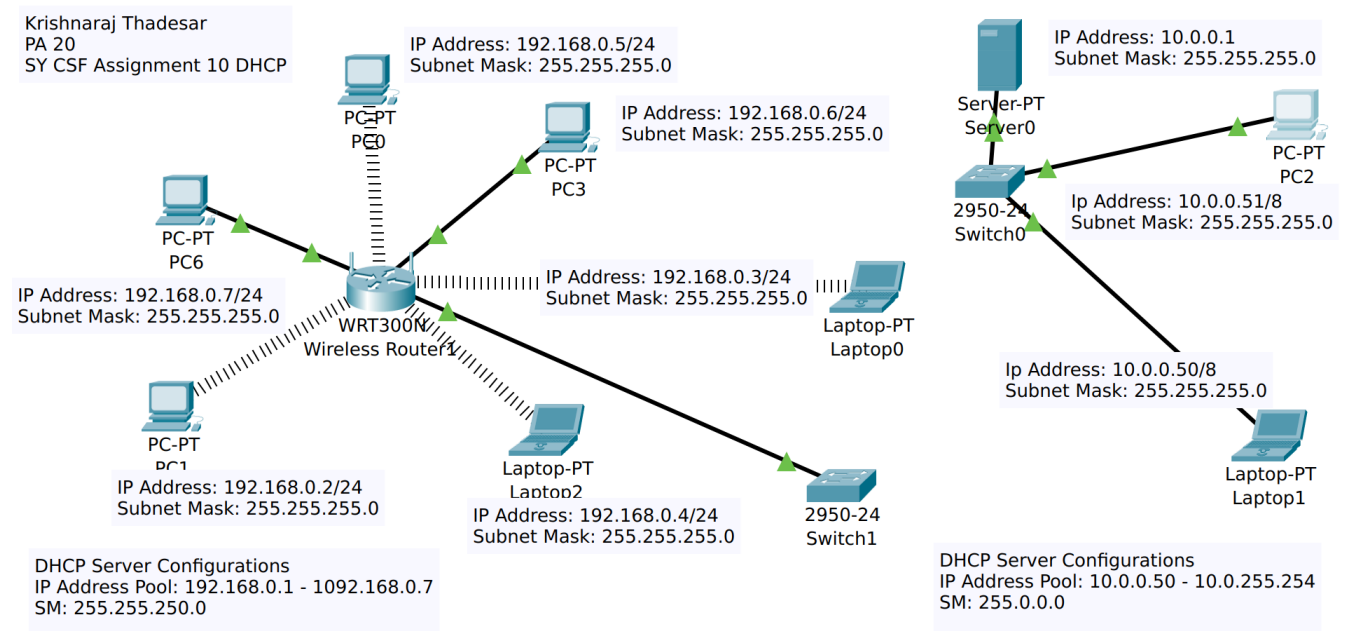 Krishnaraj Thadesar
PA 20
SY CSF Assignment 10 DHCP
IP Address: 192.168.0.5/24
Subnet Mask: 255.255.255.0
PC-PT
PC0
IP Address: 192.168.0.6/24
Subnet Mask: 255.255.255.0
PC-PT
PC3
PC-PT
PC6
IP Address: 192.168.0.7/24
Subnet Mask: 255.255.255.0
WRT300N
Wireless Router1
IP Address: 192.168.0.3/24
Subnet Mask: 255.255.255.0
Laptop-PT
Laptop0
PC-PT
PC1
IP Address: 192.168.0.2/24
Subnet Mask: 255.255.255.0
Laptop-PT
Laptop2
IP Address: 192.168.0.4/24
Subnet Mask: 255.255.255.0
2950-24
Switch1
DHCP Server Configurations
IP Address Pool: 192.168.0.1 - 1092.168.0.7
SM: 255.255.250.0
IP Address: 10.0.0.1
Subnet Mask: 255.255.255.0
Server-PT
Server0
PC-PT
PC2
2950-24
Switch0
Ip Address: 10.0.0.51/8
Subnet Mask: 255.255.255.0
Ip Address: 10.0.0.50/8
Subnet Mask: 255.255.255.0
Laptop-PT
Laptop1
DHCP Server Configurations
IP Address Pool: 10.0.0.50 - 10.0.255.254
SM: 255.0.0.0